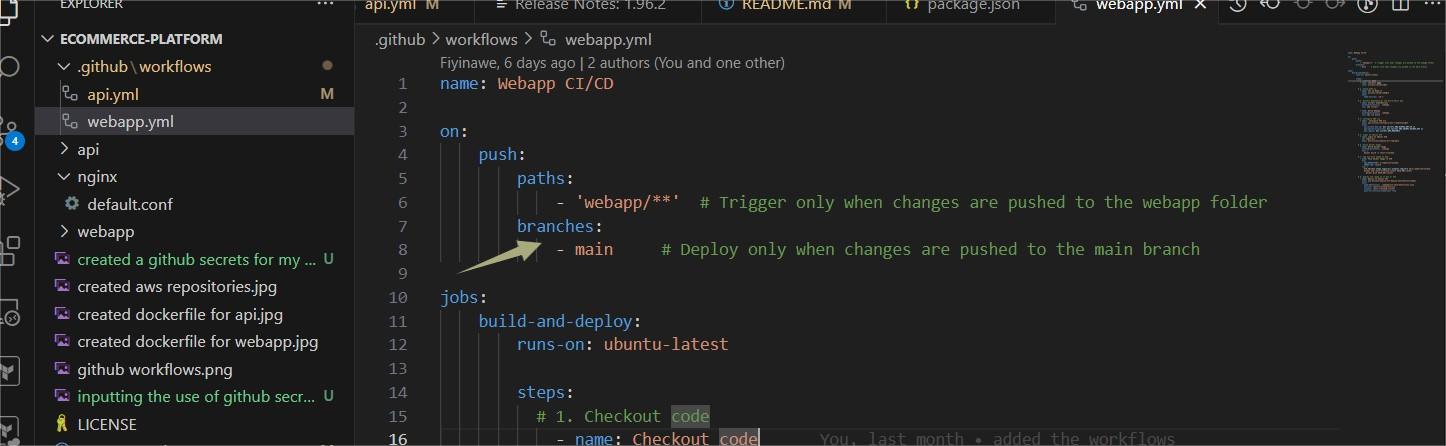 EXPLORER
ECOMMERCE-PLATFORM
.github\workflows
api.yml M
webapp.yml
api
nginx
default.conf
webapp
created a github secrets for my ... U
created aws repositories.jpg
created dockerfile for api.jpg
created dockerfile for webapp.jpg
github workflows.png
inputting the use of github secr... U
LICENSE
4
api.yml M
Release Notes: 1.96.2
README.md M
package.json
webapp.yml
.github > workflows > webapp.yml
Fiyinawe, 6 days ago | 2 authors (You and one other)
1 name: Webapp CI/CD
2
3 on:
4 push:
5 paths:
6 - 'webapp/**' # Trigger only when changes are pushed to the webapp folder
7 branches:
8 - main # Deploy only when changes are pushed to the main branch
9
10 jobs:
11 build-and-deploy:
12 runs-on: ubuntu-latest
13
14 steps:
15 # 1. Checkout code
16 - name: Checkout code You, last month • added the workflows